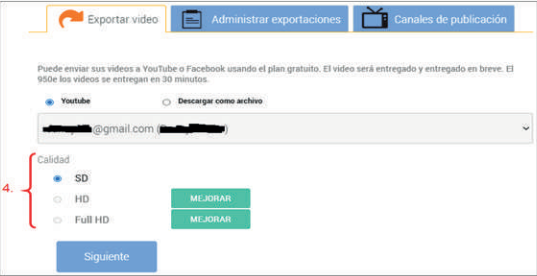 Exportar video
Administrar exportaciones
Canales de publicación
Puede enviar sus videos a YouTube o Facebook usando el plan gratuito. El video será entregado y entregado en breve. El
950e los videos se entregan en 30 minutos.
Youtube
Descargar como archivo
@gmail.com (
Calidad
4.
SD
HD
MEJORAR
Full HD
MEJORAR
Siguiente